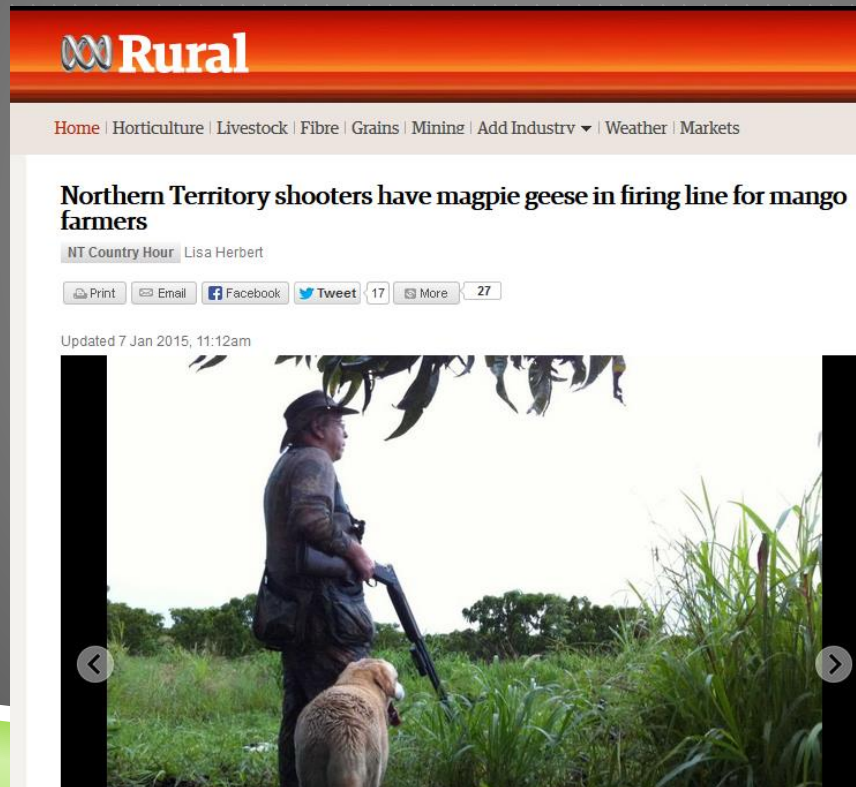 Rural
Home | Horticulture | Livestock | Fibre | Grains | Mining | Add Industry | Weather | Markets
Northern Territory shooters have magpie geese in firing line for mango
farmers
NT Country Hour Lisa Herbert
Print Email Facebook Tweet 17 More 27
Updated 7 Jan 2015, 11:12am